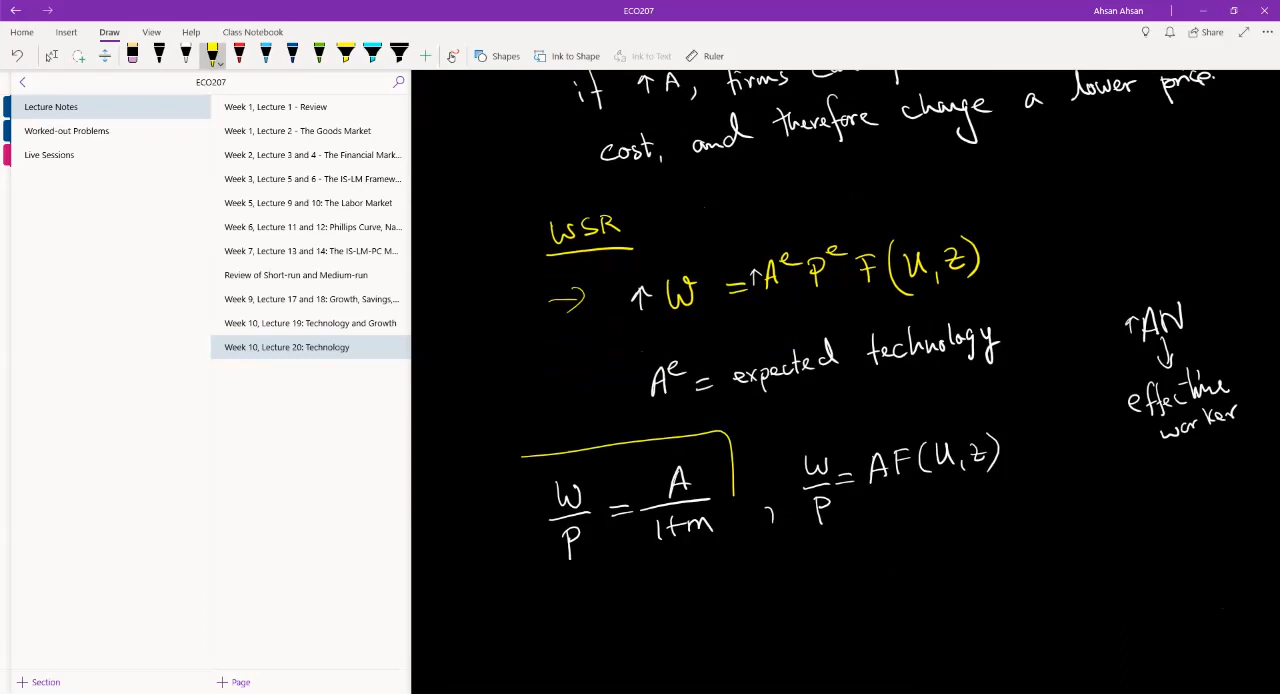 ECO207
Ahsan Ahsan
Home Insert Draw View Help Class Notebook
Share
Shapes Ink to Shape Ink to Text Ruler
ECO207
Lecture Notes
Worked-out Problems
Live Sessions
Week 1, Lecture 1 - Review
Week 1, Lecture 2 - The Goods Market
Week 2, Lecture 3 and 4 - The Financial Mark...
Week 3, Lecture 5 and 6 - The IS-LM Framew...
Week 5, Lecture 9 and 10: The Labor Market
Week 6, Lecture 11 and 12: Phillips Curve, Na...
Week 7, Lecture 13 and 14: The IS-LM-PC M...
Review of Short-run and Medium-run
Week 9, Lecture 17 and 18: Growth, Savings,...
Week 10, Lecture 19: Technology and Growth
Week 10, Lecture 20: Technology
+ Section
+ Page
if ↑ A, firms a lower price.
cost, and therefore change
WSR
→ ↑ W = ↑ A^e P^e F(u, z)
A^e = expected technology
↑ AN
↓
effective
worker
W/P = A/(1+m) , W/P = A F(u, z)